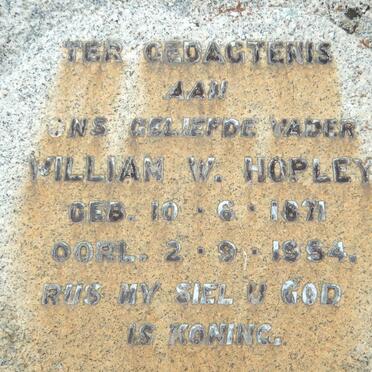 TER GEDAGTENIS
AAN
ONS GELIEFDE VADER
WILLIAM W. HOPLEY
GEB. 10 · 6 · 1871
OORL. 2 · 9 · 1954.
RUS MY SIEL U GOD
IS KONING.